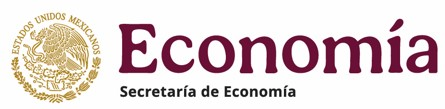 ESTADOS UNIDOS MEXICANOS
Economía
Secretaría de Economía